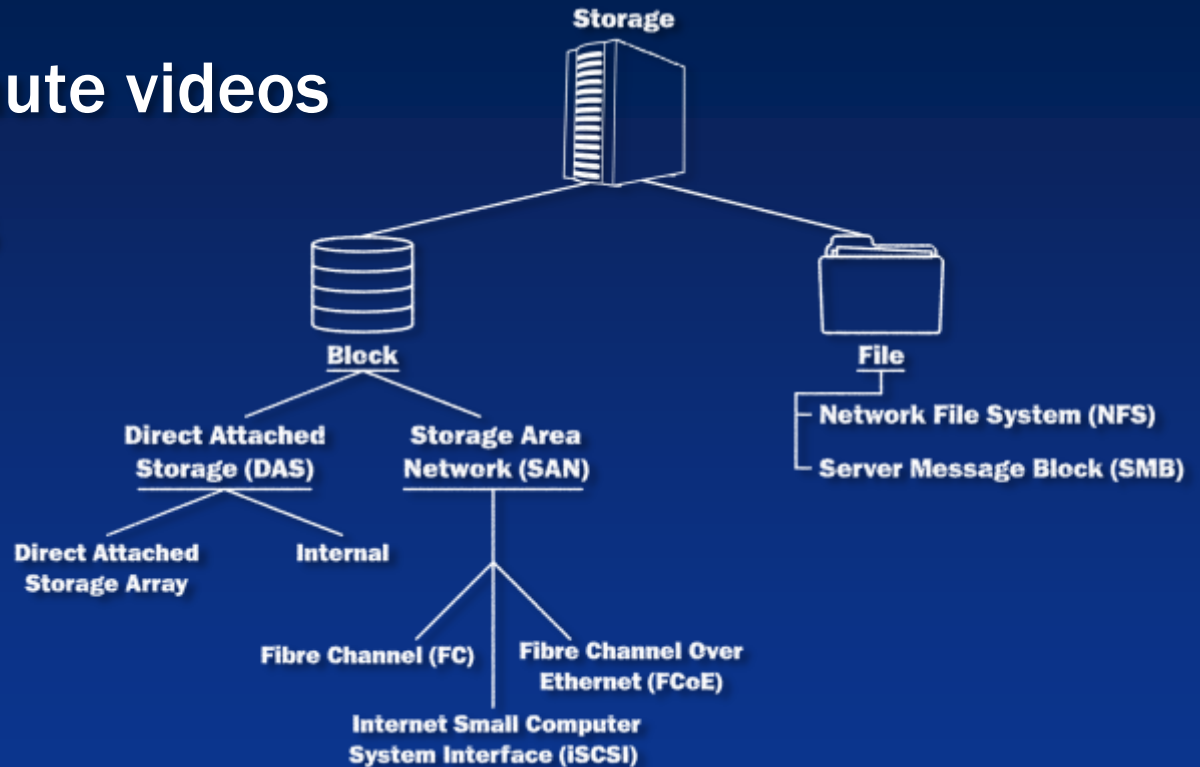 Storage
ute videos
Block
File
Direct Attached
Storage (DAS)
Storage Area
Network (SAN)
Network File System (NFS)
Server Message Block (SMB)
Direct Attached
Storage Array
Internal
Fibre Channel (FC)
Fibre Channel Over
Ethernet (FCoE)
Internet Small Computer
System Interface (iSCSI)